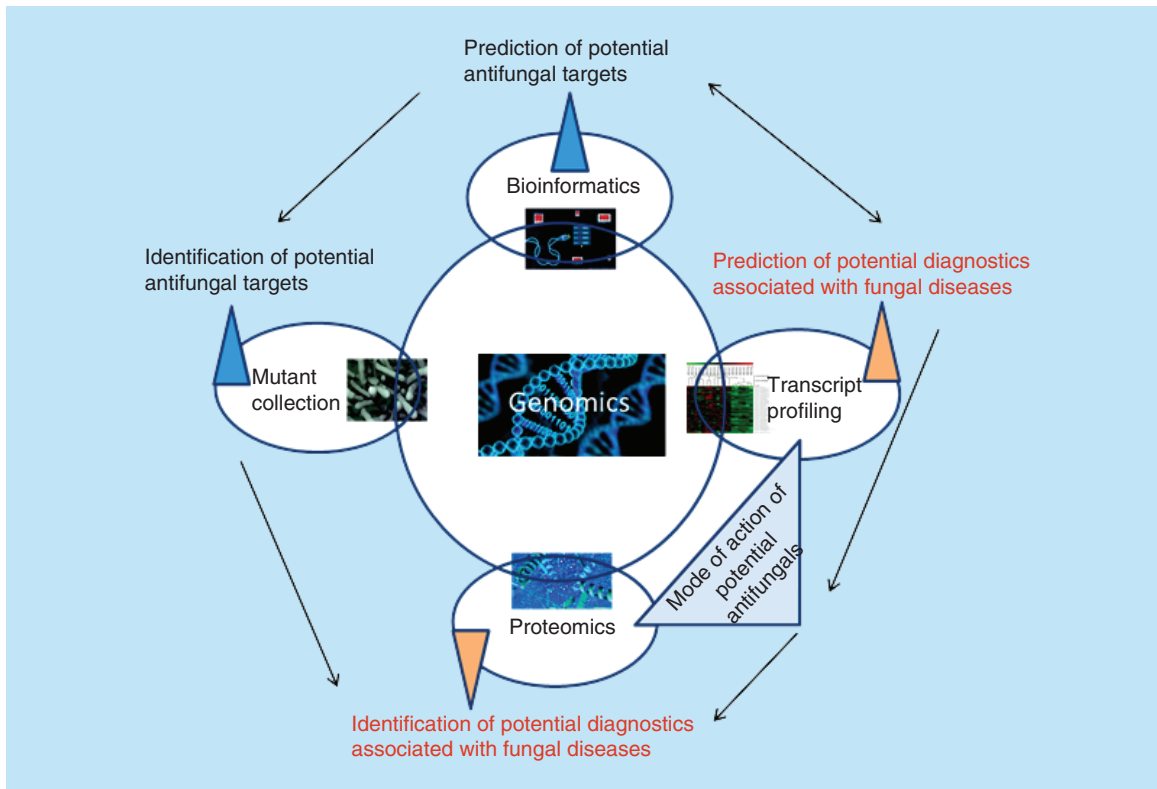 Prediction of potential
antifungal targets
Bioinformatics
Identification of potential
antifungal targets
Prediction of potential diagnostics
associated with fungal diseases
Mutant
collection
Genomics
Transcript
profiling
Mode of action of
potential
antifungals
Proteomics
Identification of potential diagnostics
associated with fungal diseases